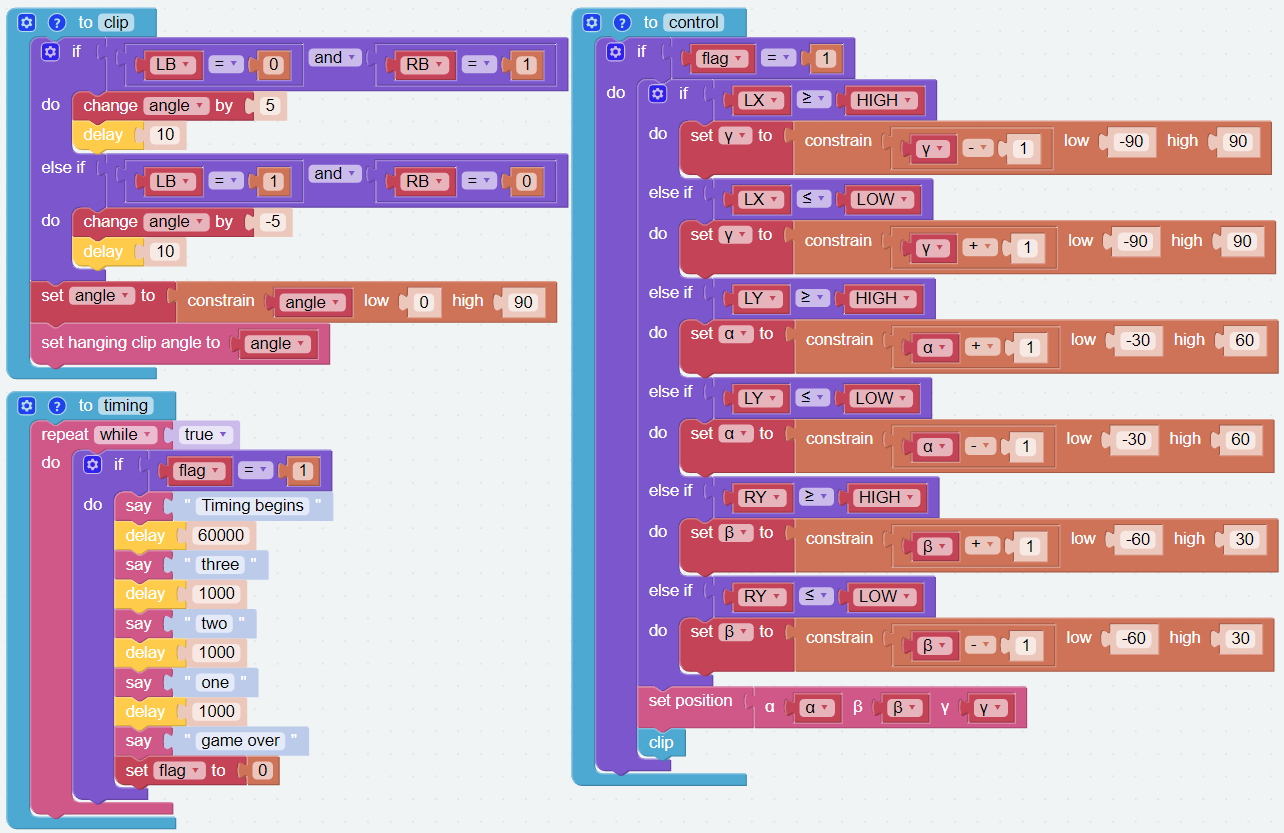 ? to clip
if LB = 0 and RB = 1
do change angle by 5
delay 10
else if LB = 1 and RB = 0
do change angle by -5
delay 10
set angle to constrain angle low 0 high 90
set hanging clip angle to angle
? to timing
repeat while true
do if flag = 1
do say " Timing begins "
delay 60000
say " three "
delay 1000
say " two "
delay 1000
say " one "
delay 1000
say " game over "
set flag to 0
? to control
if flag = 1
do if LX ≥ HIGH
do set γ to constrain γ - 1 low -90 high 90
else if LX ≤ LOW
do set γ to constrain γ + 1 low -90 high 90
else if LY ≥ HIGH
do set α to constrain α + 1 low -30 high 60
else if LY ≤ LOW
do set α to constrain α - 1 low -30 high 60
else if RY ≥ HIGH
do set β to constrain β + 1 low -60 high 30
else if RY ≤ LOW
do set β to constrain β - 1 low -60 high 30
set position α α β β γ γ
clip